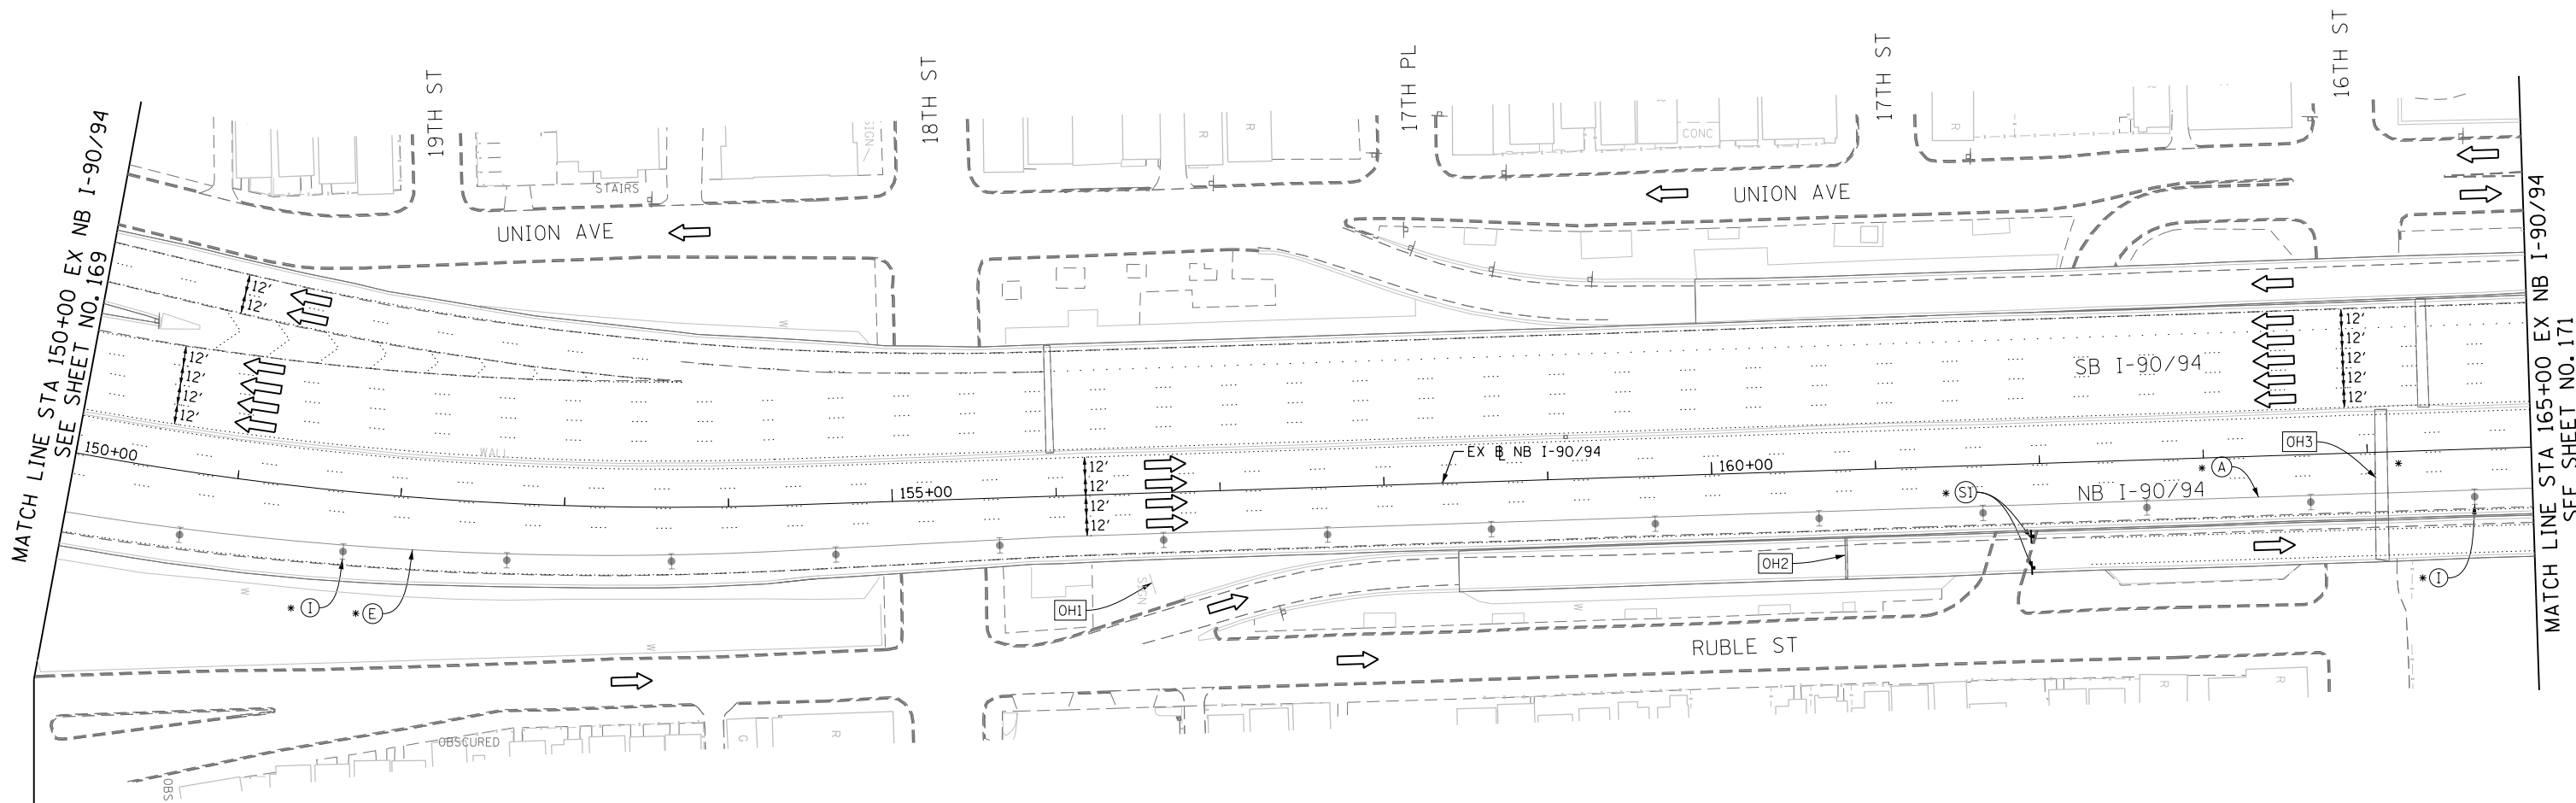 19TH ST
18TH ST
17TH PL
17TH ST
16TH ST
SIGN
R
R
CONC
R
STAIRS
UNION AVE
UNION AVE
MATCH LINE STA 150+00 EX NB I-90/94
SEE SHEET NO. 169
12'
12'
W
12'
12'
12'
12'
SB I-90/94
12'
12'
12'
12'
12'
150+00
WALL
EX B NB I-90/94
OH3
12'
12'
12'
12'
155+00
160+00
* A
*
* S1
NB I-90/94
MATCH LINE STA 165+00 EX NB I-90/94
SEE SHEET NO. 171
W
* I
* E
OH1
SIGN
OH2
W
* I
W
RUBLE ST
G
R
R
R
OBSCURED
OBS